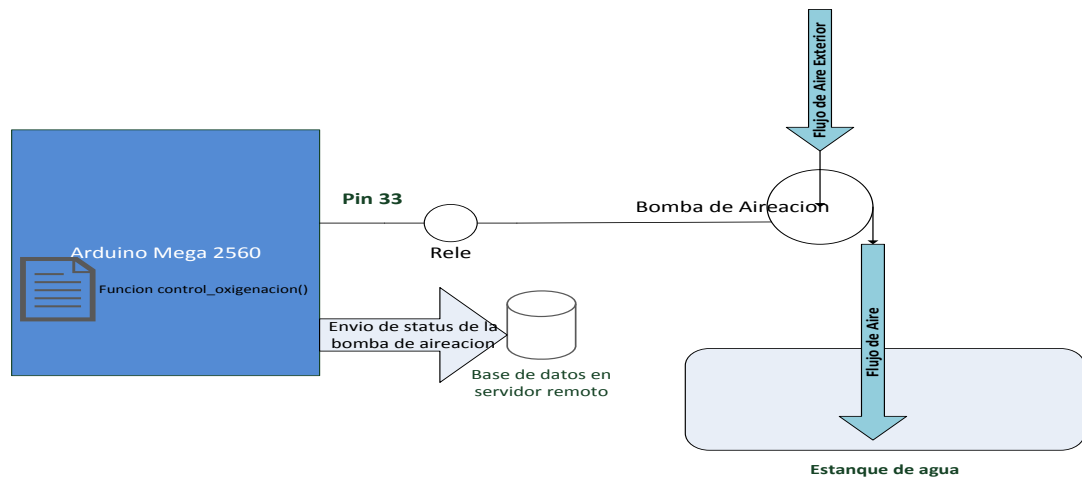 Flujo de Aire Exterior
Pin 33
Bomba de Aireacion
Rele
Arduino Mega 2560
Funcion control_oxigenacion()
Envio de status de la
bomba de aireacion
Base de datos en
servidor remoto
Flujo de Aire
Estanque de agua